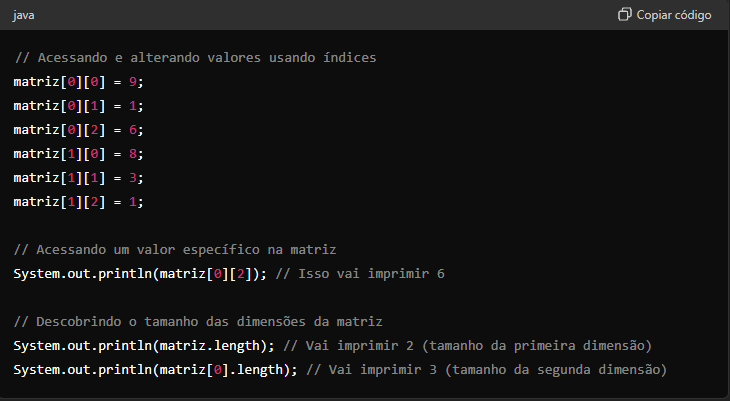 java
Copiar código
// Acessando e alterando valores usando índices
matriz[0][0] = 9;
matriz[0][1] = 1;
matriz[0][2] = 6;
matriz[1][0] = 8;
matriz[1][1] = 3;
matriz[1][2] = 1;
// Acessando um valor específico na matriz
System.out.println(matriz[0][2]); // Isso vai imprimir 6
// Descobrindo o tamanho das dimensões da matriz
System.out.println(matriz.length); // Vai imprimir 2 (tamanho da primeira dimensão)
System.out.println(matriz[0].length); // Vai imprimir 3 (tamanho da segunda dimensão)